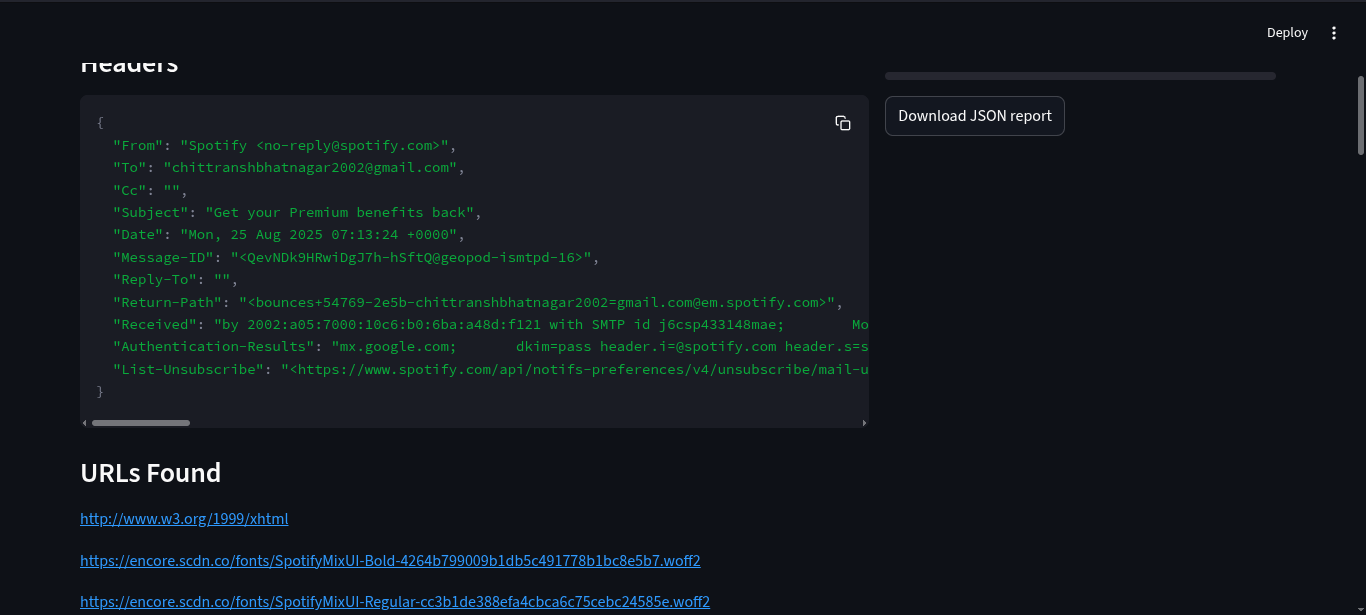 Deploy
Headers
Download JSON report
{
"From": "Spotify <no-reply@spotify.com>",
"To": "chittranshbhatnagar2002@gmail.com",
"Cc": "",
"Subject": "Get your Premium benefits back",
"Date": "Mon, 25 Aug 2025 07:13:24 +0000",
"Message-ID": "<QevNDk9HRwiDgJ7h-hSftQ@geopod-ismtpd-16>",
"Reply-To": "",
"Return-Path": "<bounces+54769-2e5b-chittranshbhatnagar2002=gmail.com@em.spotify.com>",
"Received": "by 2002:a05:7000:10c6:b0:6ba:a48d:f121 with SMTP id j6csp433148mae;        Mo
"Authentication-Results": "mx.google.com;       dkim=pass header.i=@spotify.com header.s=s
"List-Unsubscribe": "<https://www.spotify.com/api/notifs-preferences/v4/unsubscribe/mail-u
}
URLs Found
http://www.w3.org/1999/xhtml
https://encore.scdn.co/fonts/SpotifyMixUI-Bold-4264b799009b1db5c491778b1bc8e5b7.woff2
https://encore.scdn.co/fonts/SpotifyMixUI-Regular-cc3b1de388efa4cbca6c75cebc24585e.woff2